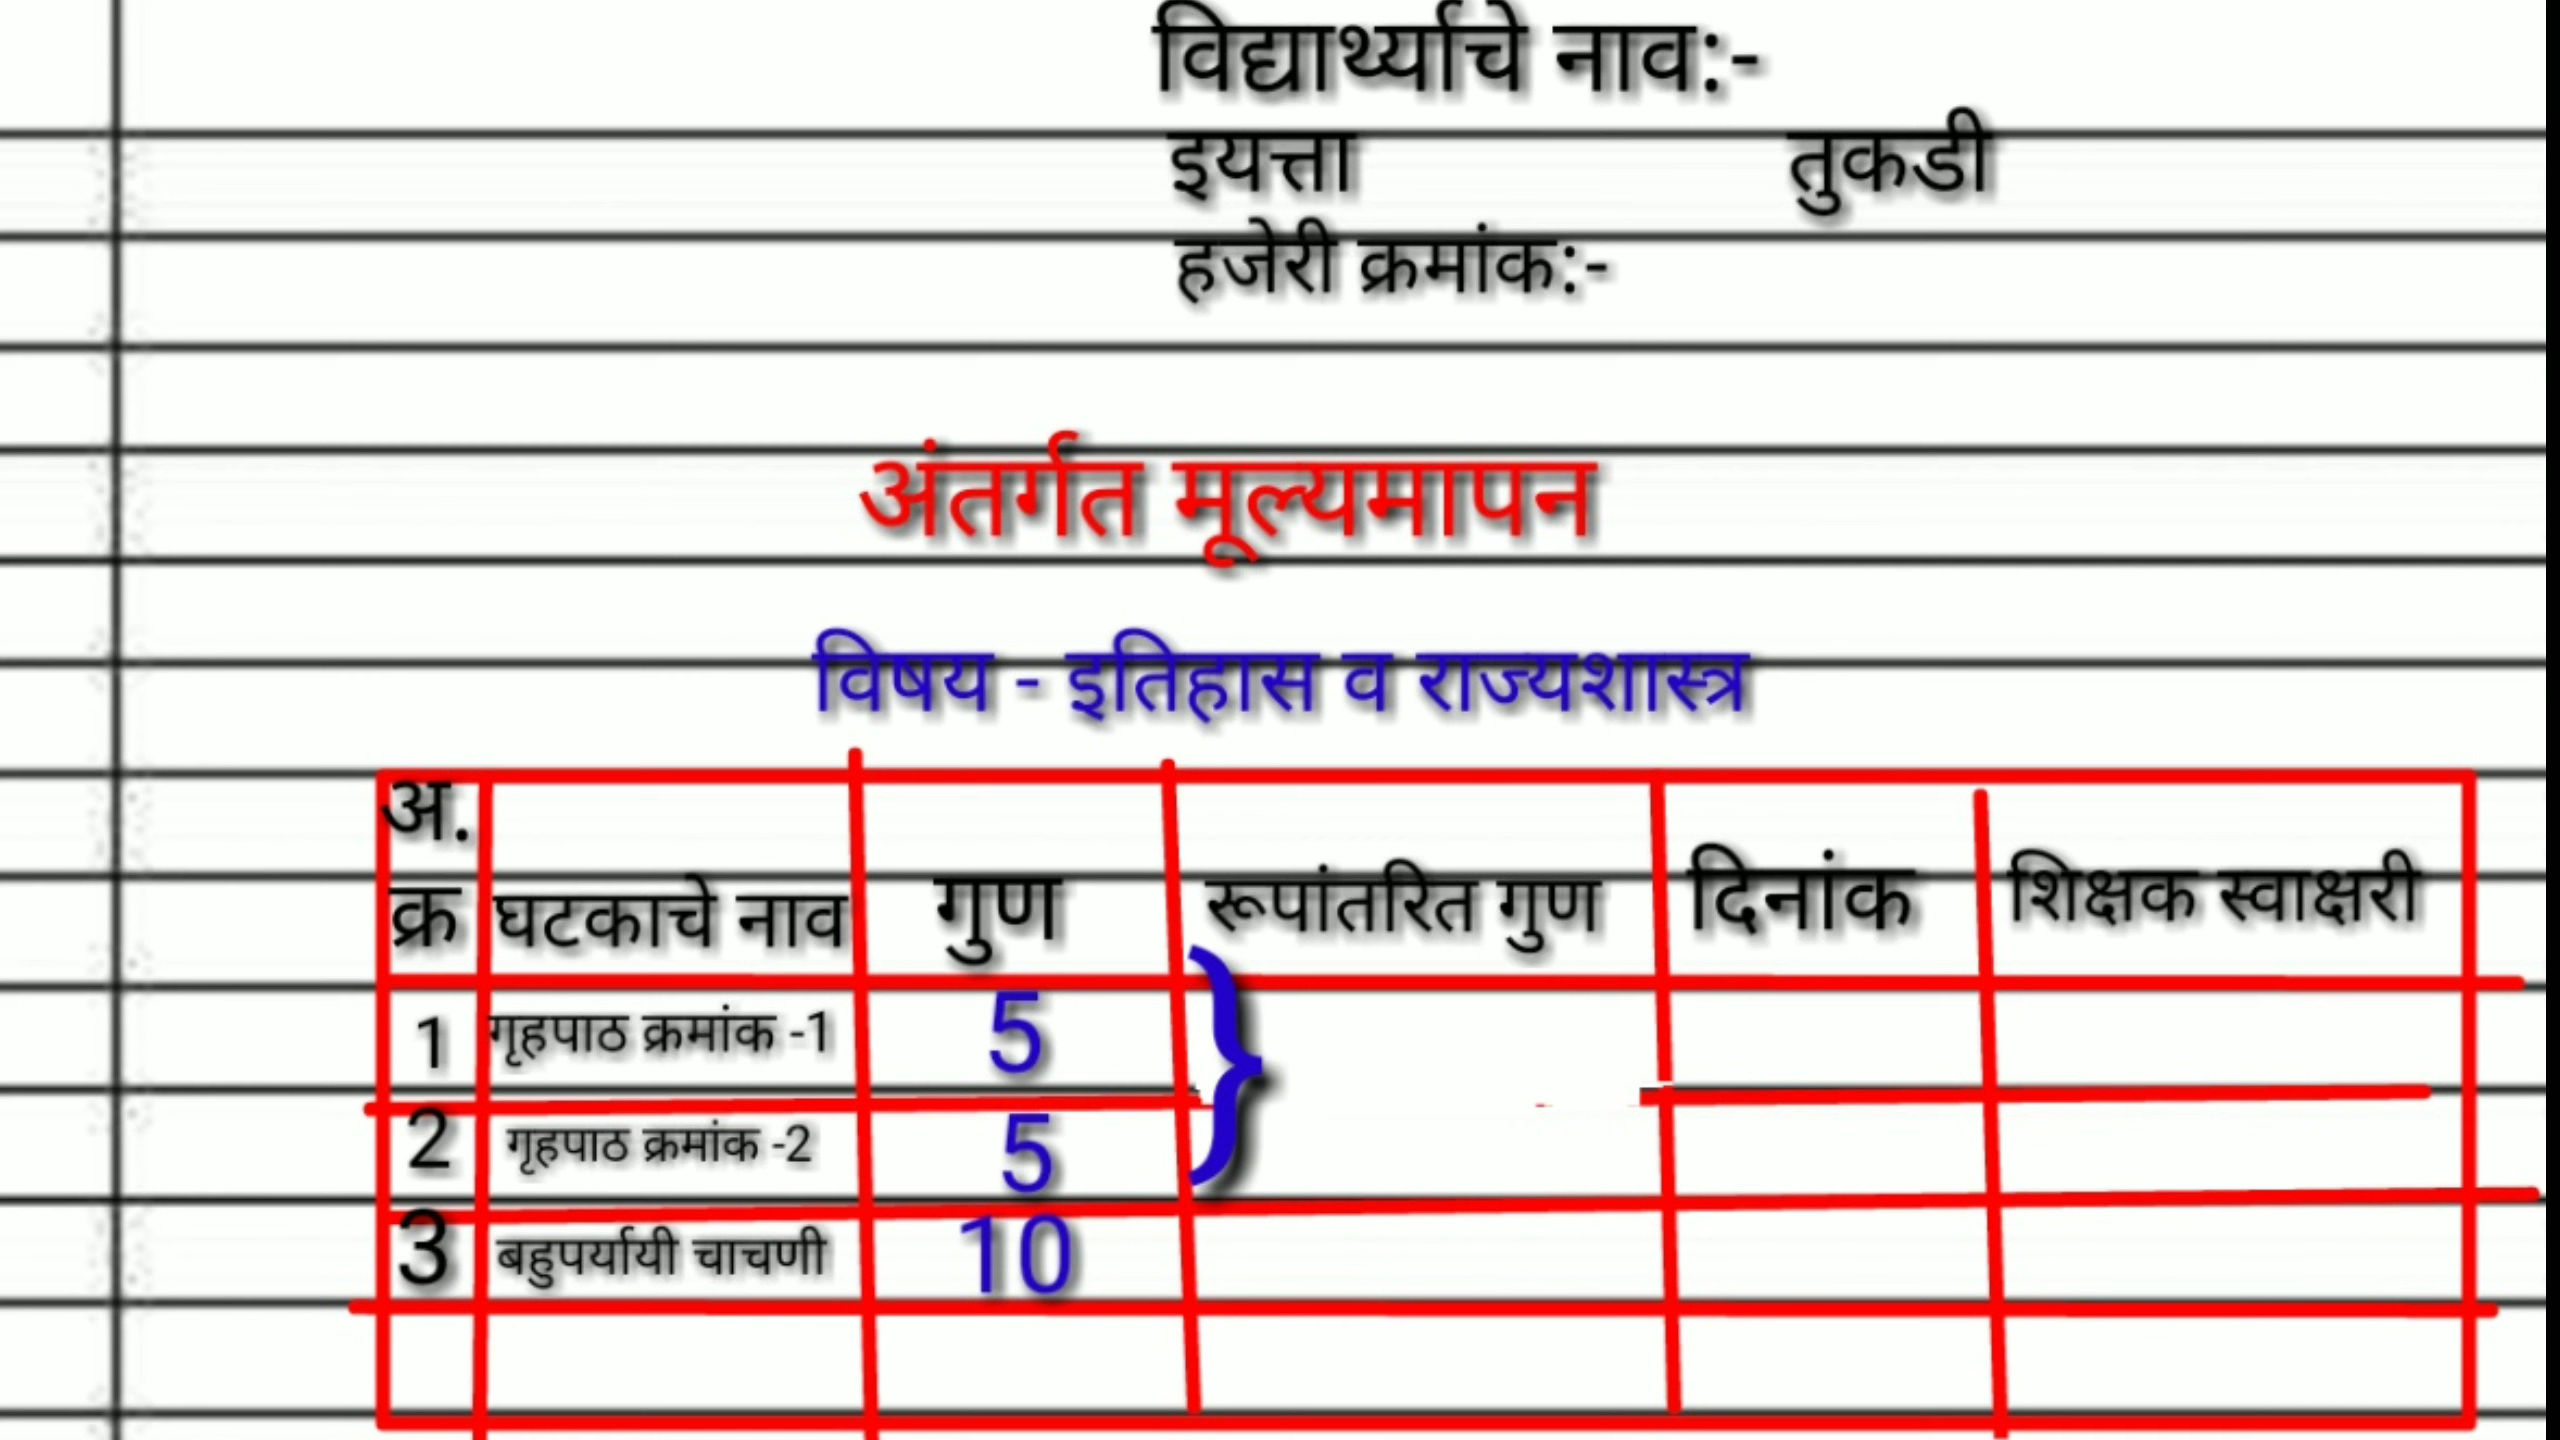 विद्यार्थ्याचे नाव:-
इयत्ता तुकडी
हजेरी क्रमांक:-
अंतर्गत मूल्यमापन
विषय - इतिहास व राज्यशास्त्र
अ.
क्र घटकाचे नाव गुण रूपांतरित गुण दिनांक शिक्षक स्वाक्षरी
1 गृहपाठ क्रमांक -1 5 }
2 गृहपाठ क्रमांक -2 5
3 बहुपर्यायी चाचणी 10